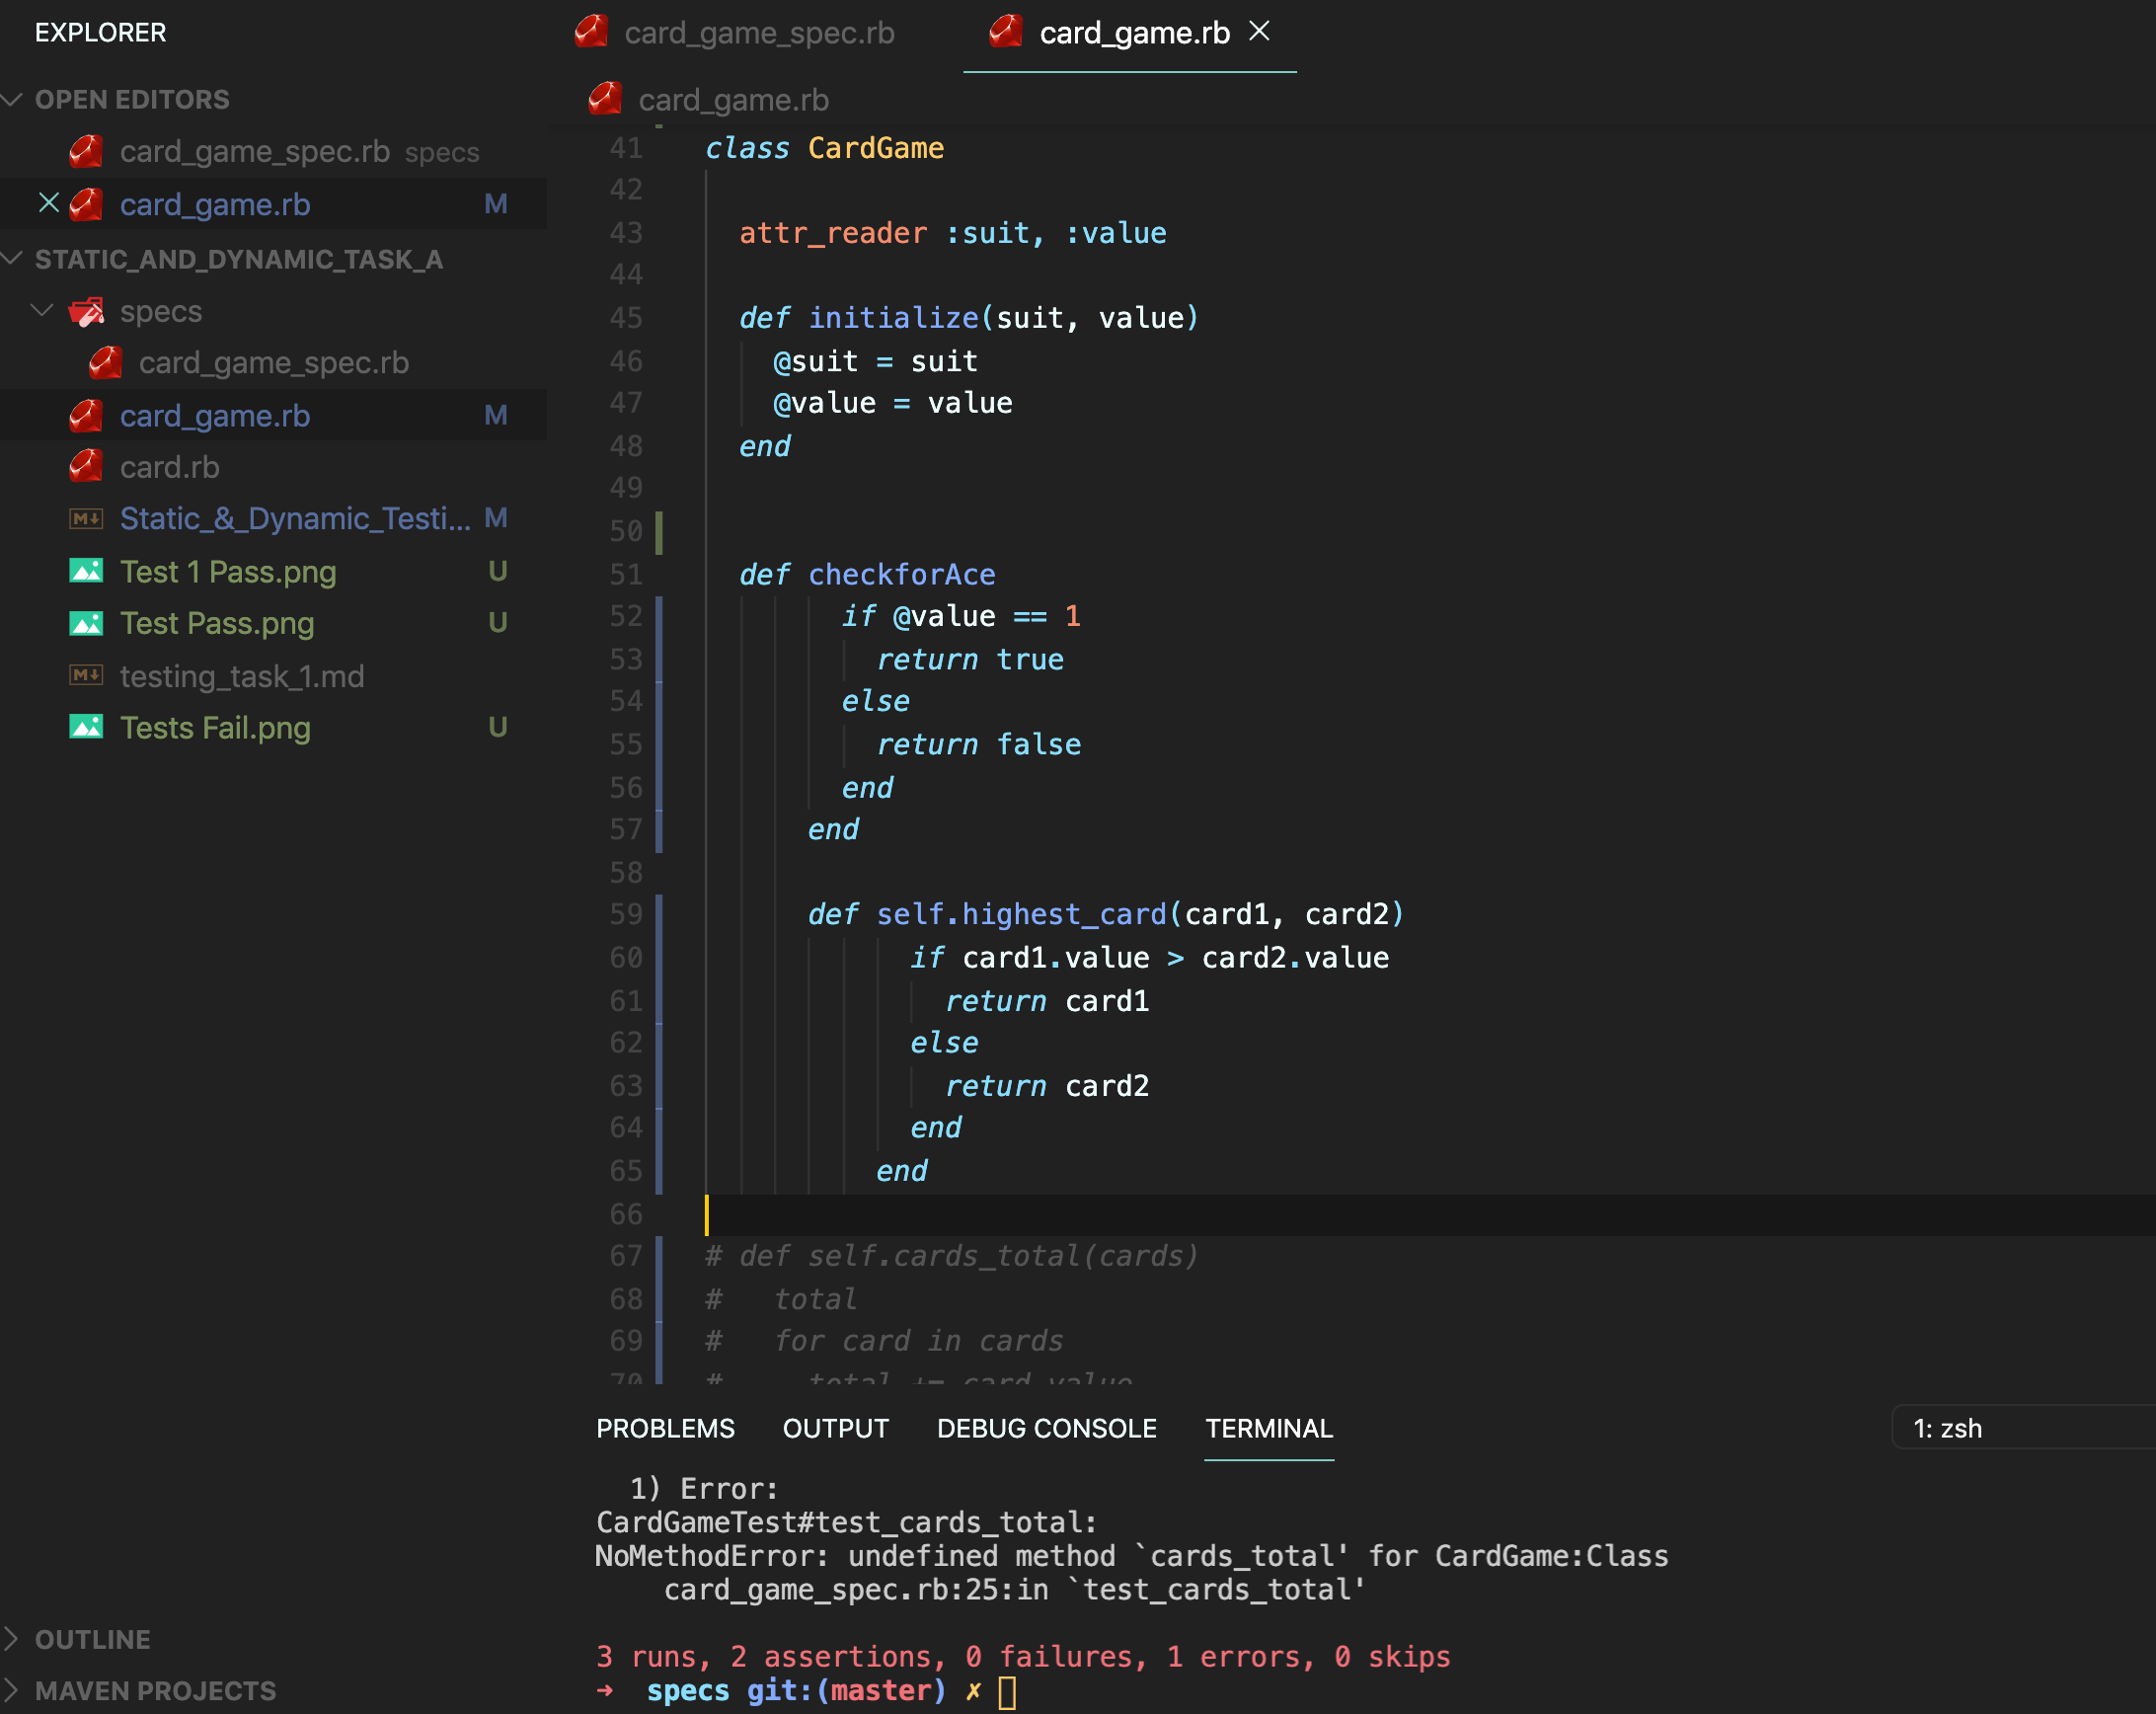 EXPLORER
OPEN EDITORS
card_game_spec.rb specs
card_game.rb M
STATIC_AND_DYNAMIC_TASK_A
specs
card_game_spec.rb
card_game.rb M
card.rb
Static_&_Dynamic_Testi... M
Test 1 Pass.png U
Test Pass.png U
testing_task_1.md
Tests Fail.png U
OUTLINE
MAVEN PROJECTS
card_game_spec.rb
card_game.rb
card_game.rb
41 class CardGame
42
43 attr_reader :suit, :value
44
45 def initialize(suit, value)
46 @suit = suit
47 @value = value
48 end
49
50
51 def checkforAce
52 if @value == 1
53 return true
54 else
55 return false
56 end
57 end
58
59 def self.highest_card(card1, card2)
60 if card1.value > card2.value
61 return card1
62 else
63 return card2
64 end
65 end
66
67 # def self.cards_total(cards)
68 # total
69 # for card in cards
70 # total += card.value
PROBLEMS OUTPUT DEBUG CONSOLE TERMINAL
1: zsh
1) Error:
CardGameTest#test_cards_total:
NoMethodError: undefined method `cards_total' for CardGame:Class
card_game_spec.rb:25:in `test_cards_total'
3 runs, 2 assertions, 0 failures, 1 errors, 0 skips
➜ specs git:(master) ✗